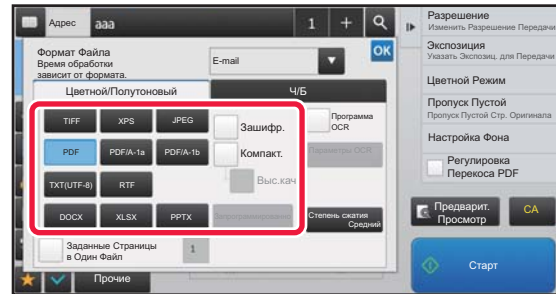 Адрес
aaa
1
Формат Файла
Время обработки
зависит от формата.
E-mail
OK
Цветной/Полутоновый
Ч/Б
TIFF
XPS
JPEG
Зашифр.
Программа
OCR
PDF
PDF/A-1a
PDF/A-1b
Компакт.
Параметры OCR
TXT(UTF-8)
RTF
Выс.кач
DOCX
XLSX
PPTX
Запрограммировано
Степень сжатия
Средний
Заданные Страницы
в Один Файл
1
Прочие
Разрешение
Изменить Разрешение Передачи
Экспозиция
Указать Экспозиц. для Передачи
Цветной Режим
Пропуск Пустой
Пропуск Пустой Стр. Оригинала
Настройка Фона
Регулировка
Перекоса PDF
Предварит.
Просмотр
CA
Старт